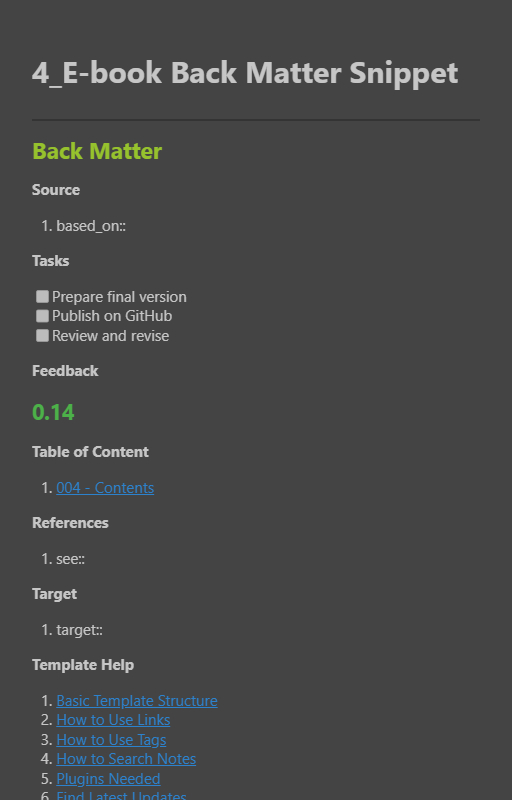 4_E-book Back Matter Snippet
Back Matter
Source
1. based_on::
Tasks
Prepare final version
Publish on GitHub
Review and revise
Feedback
0.14
Table of Content
1. 004 - Contents
References
1. see::
Target
1. target::
Template Help
1. Basic Template Structure
2. How to Use Links
3. How to Use Tags
4. How to Search Notes
5. Plugins Needed
6. Find Latest Updates